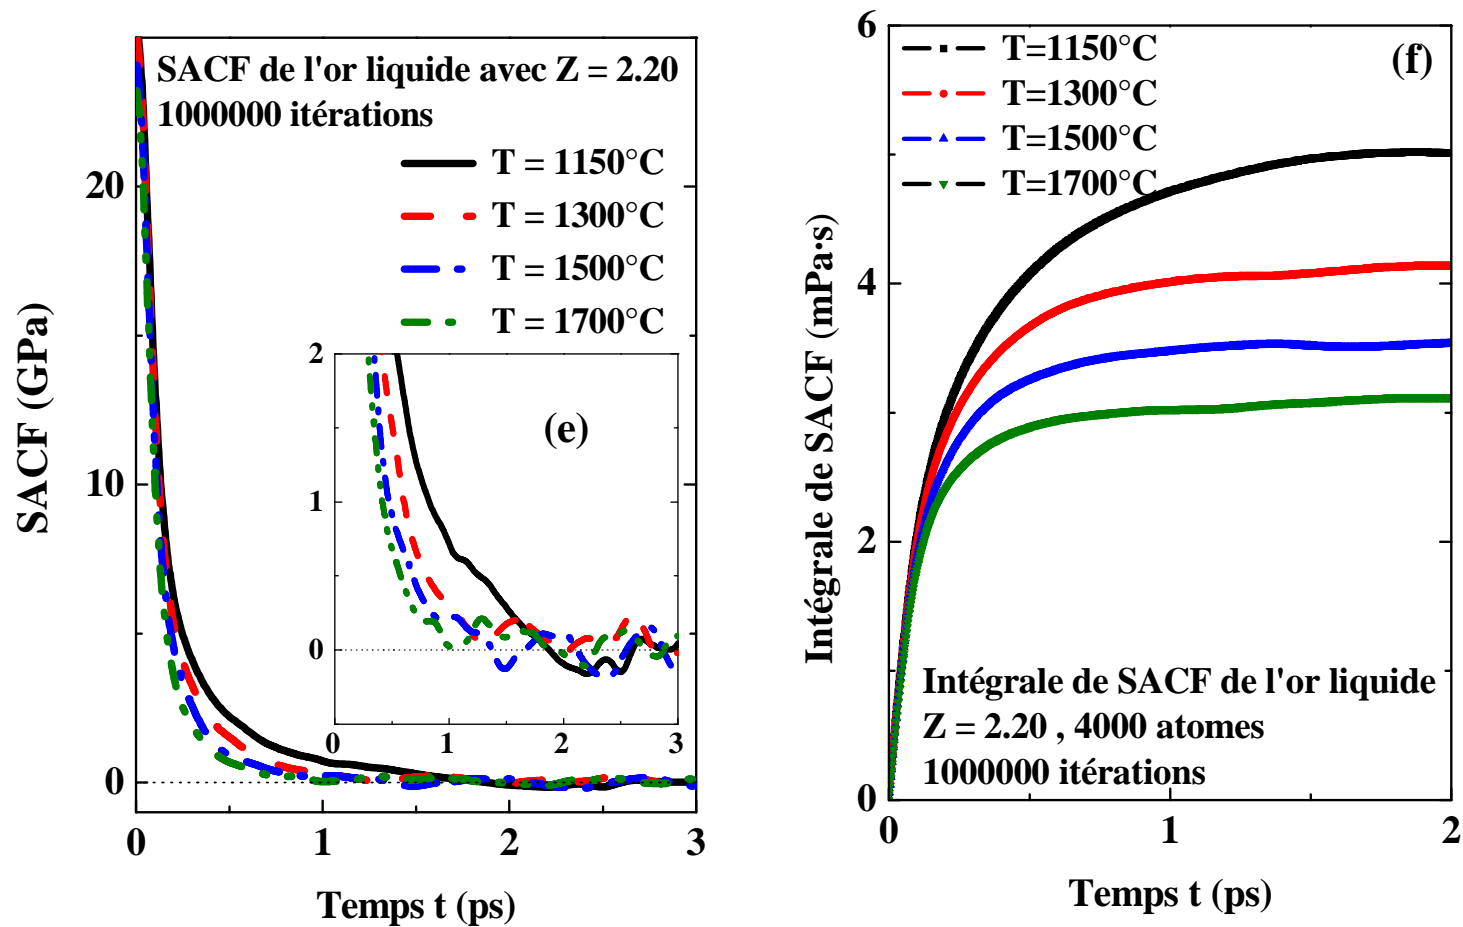 SACF de l'or liquide avec Z = 2.20
1000000 itérations
T = 1150°C
T = 1300°C
T = 1500°C
T = 1700°C
(e)
2
1
0
0
1
2
3
20
10
0
0
1
2
3
SACF (GPa)
Temps t (ps)
T=1150°C
T=1300°C
T=1500°C
T=1700°C
(f)
6
4
2
0
0
1
2
Intégrale de SACF (mPa·s)
Intégrale de SACF de l'or liquide
Z = 2.20 , 4000 atomes
1000000 itérations
Temps t (ps)